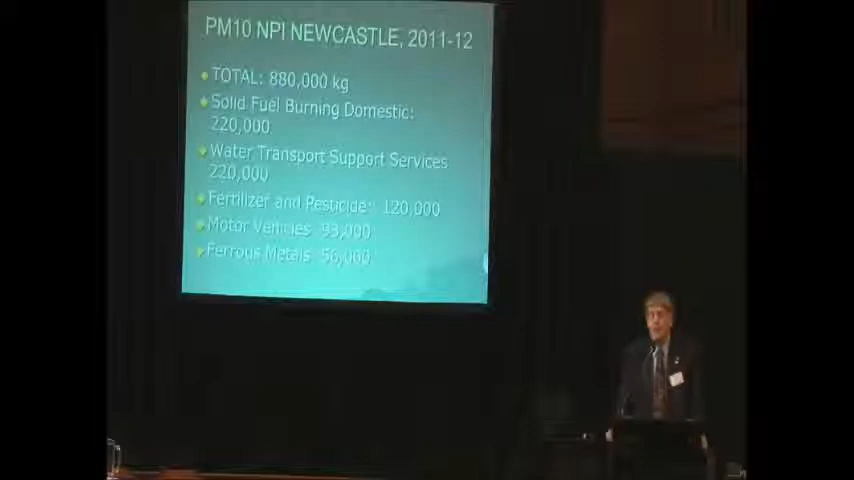 PM10 NPI NEWCASTLE, 2011-12
TOTAL: 880,000 kg
Solid Fuel Burning Domestic:
220,000
Water Transport Support Services
220,000
Fertilizer and Pesticide: 120,000
Motor Vehicles 93,000
Ferrous Metals 56,000